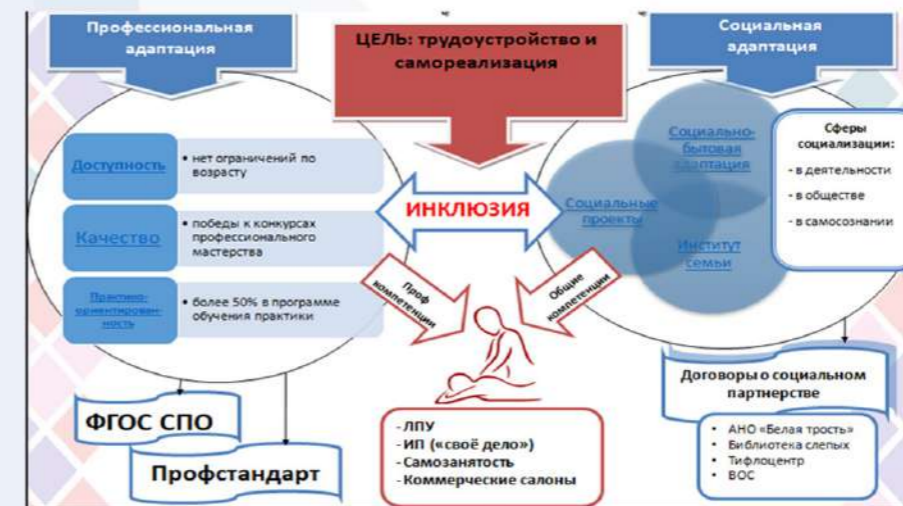 Профессиональная
адаптация
ЦЕЛЬ: трудоустройство и
самореализация
Социальная
адаптация
Доступность
• нет ограничений по
возрасту
Качество
• победы к конкурсах
профессионального
мастерства
Практико-
ориентирован-
ность
• более 50% в программе
обучения практики
ИНКЛЮЗИЯ
Социально-
бытовая
адаптация
Социальные
проекты
Институт
семьи
Сферы
социализации:
- в деятельности
- в обществе
- в самосознании
Проф
компетенции
Общие
компетенции
ФГОС СПО
Профстандарт
- ЛПУ
- ИП («своё дело»)
- Самозанятость
- Коммерческие салоны
Договоры о социальном
партнерстве
• АНО «Белая трость»
• Библиотека слепых
• Тифлоцентр
• ВОС